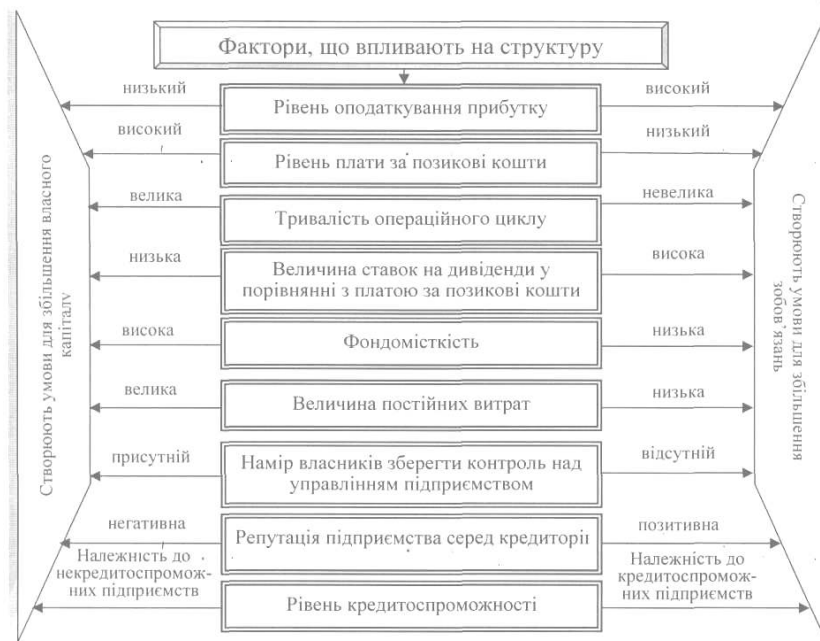 Фактори, що впливають на структуру
низький
Рівень оподаткування прибутку
високий
високий
Рівень плати за позикові кошти
низький
велика
Тривалість операційного циклу
невелика
низька
Величина ставок на дивіденди у
порівнянні з платою за позикові кошти
висока
висока
Фондомісткість
низька
велика
Величина постійних витрат
низька
присутній
Намір власників зберегти контроль над
управлінням підприємством
відсутній
негативна
Репутація підприємства серед кредиторії
позитивна
Належність до
некредитоспромож-
них підприємств
Рівень кредитоспроможності
Належність до
кредитоспромож-
них підприємств
Створюють умови для збільшення власного
капіталу
Створюють умови для збільшення
зобов'язань